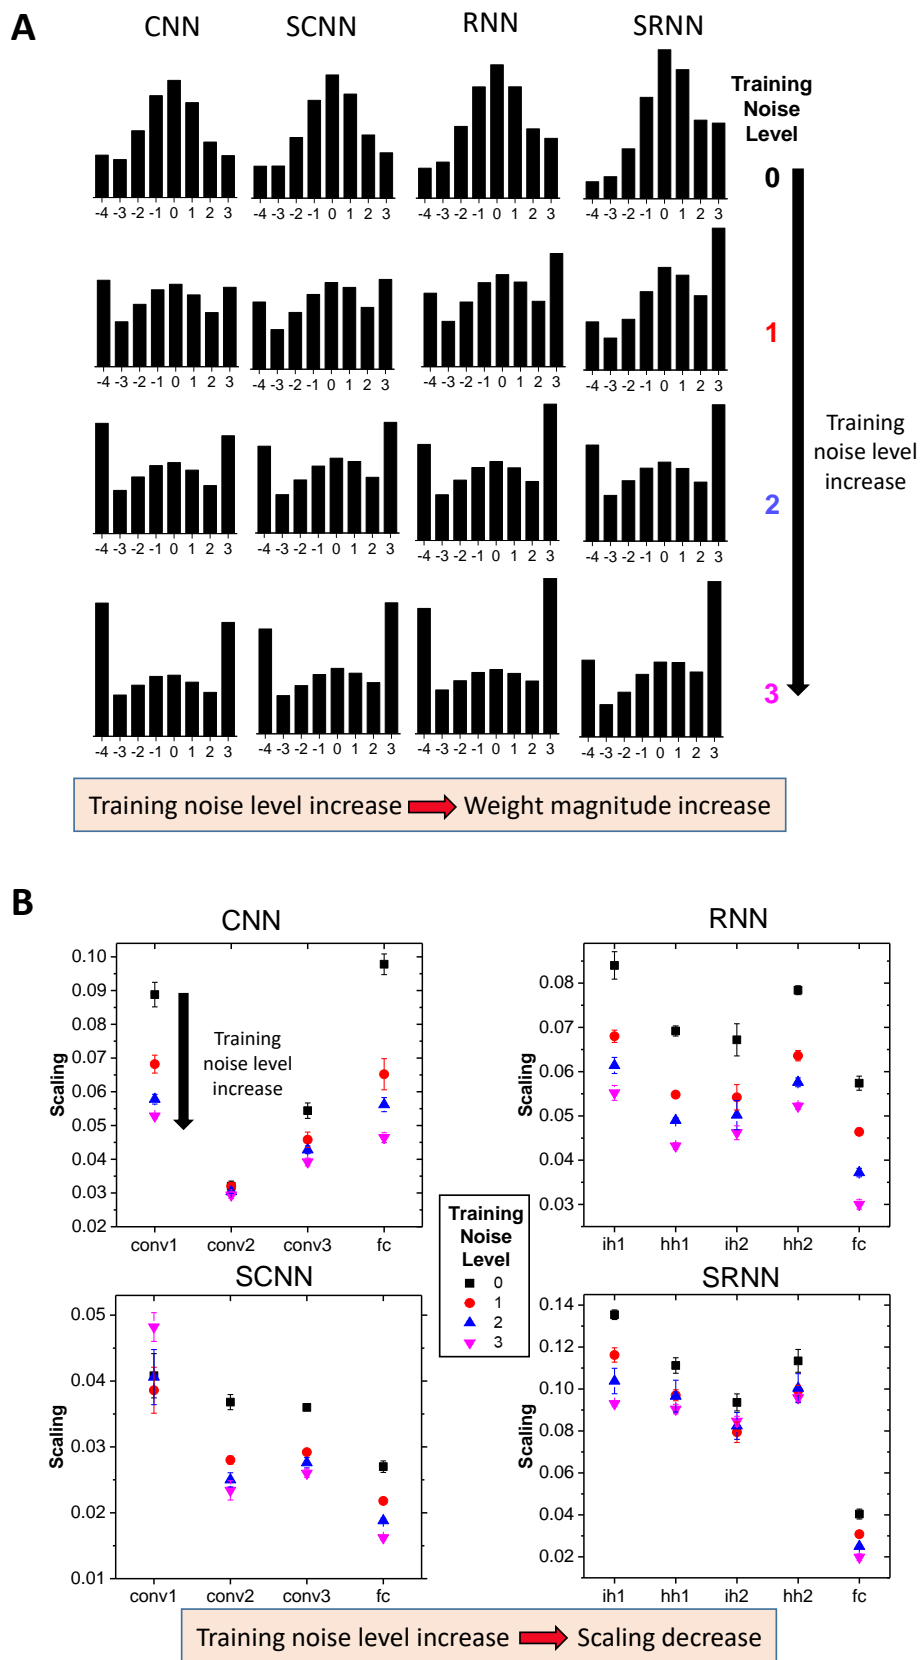 A
CNN SCNN RNN SRNN
Training
Noise
Level
0
-4 -3 -2 -1 0 1 2 3
-4 -3 -2 -1 0 1 2 3
-4 -3 -2 -1 0 1 2 3
-4 -3 -2 -1 0 1 2 3
1
-4 -3 -2 -1 0 1 2 3
-4 -3 -2 -1 0 1 2 3
-4 -3 -2 -1 0 1 2 3
-4 -3 -2 -1 0 1 2 3
Training
noise level
increase
2
-4 -3 -2 -1 0 1 2 3
-4 -3 -2 -1 0 1 2 3
-4 -3 -2 -1 0 1 2 3
-4 -3 -2 -1 0 1 2 3
3
-4 -3 -2 -1 0 1 2 3
-4 -3 -2 -1 0 1 2 3
-4 -3 -2 -1 0 1 2 3
-4 -3 -2 -1 0 1 2 3
Training noise level increase Weight magnitude increase
B
CNN
Scaling
0.10
0.09
0.08
0.07
0.06
0.05
0.04
0.03
0.02
Training
noise level
increase
conv1 conv2 conv3 fc
RNN
Scaling
0.08
0.07
0.06
0.05
0.04
0.03
ih1 hh1 ih2 hh2 fc
Training
Noise
Level
0
1
2
3
SCNN
Scaling
0.05
0.04
0.03
0.02
0.01
conv1 conv2 conv3 fc
SRNN
Scaling
0.14
0.12
0.10
0.08
0.06
0.04
0.02
ih1 hh1 ih2 hh2 fc
Training noise level increase Scaling decrease